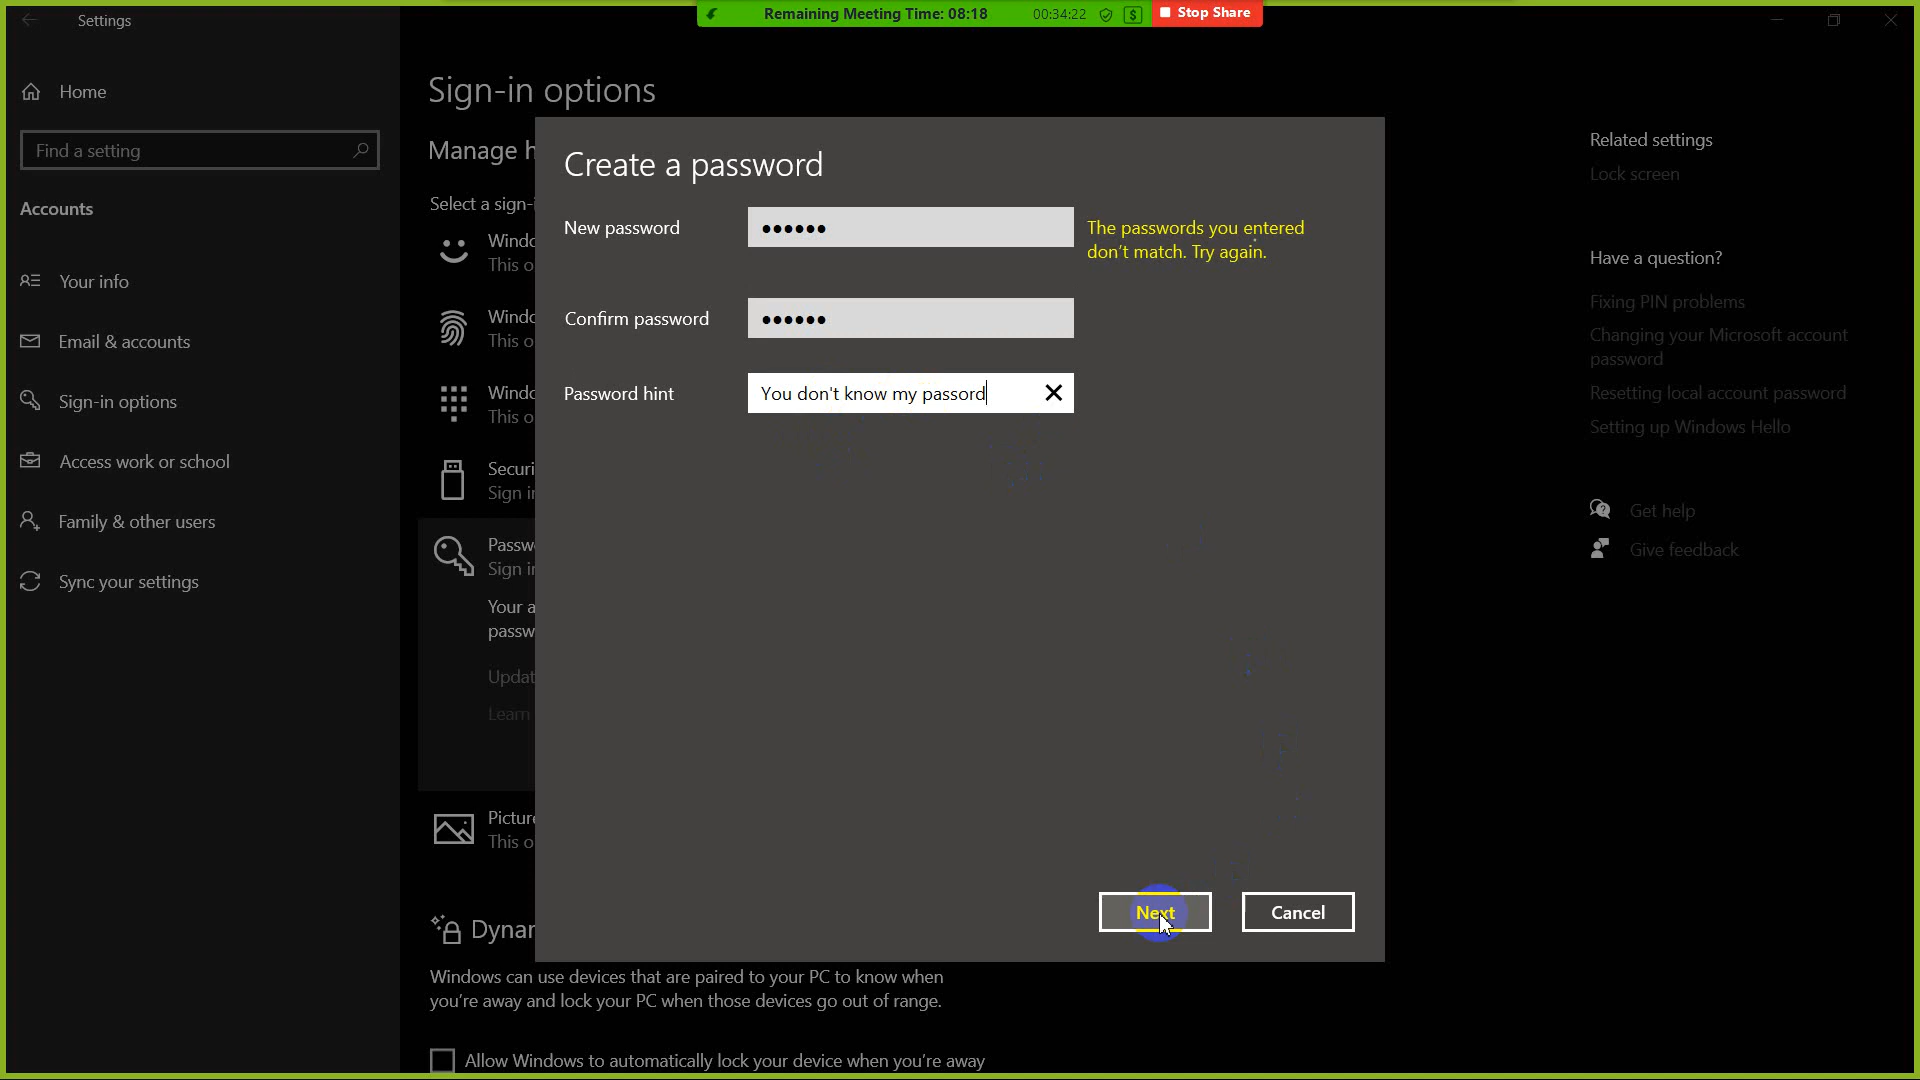 Settings
Remaining Meeting Time: 08:18
00:34:22
$
Stop Share
Home
Find a setting
Accounts
Your info
Email & accounts
Sign-in options
Access work or school
Family & other users
Sync your settings
Sign-in options
Manage h
Select a sign-i
Windo
This o
Windo
This o
Windo
This o
Securi
Sign in
Passw
Sign in
Your a
passw
Updat
Learn
Picture
This o
Dynar
Windows can use devices that are paired to your PC to know when
you're away and lock your PC when those devices go out of range.
Allow Windows to automatically lock your device when you're away
Create a password
New password
The passwords you entered
don't match. Try again.
Confirm password
Password hint
You don't know my passord
Next
Cancel
Related settings
Lock screen
Have a question?
Fixing PIN problems
Changing your Microsoft account
password
Resetting local account password
Setting up Windows Hello
Get help
Give feedback